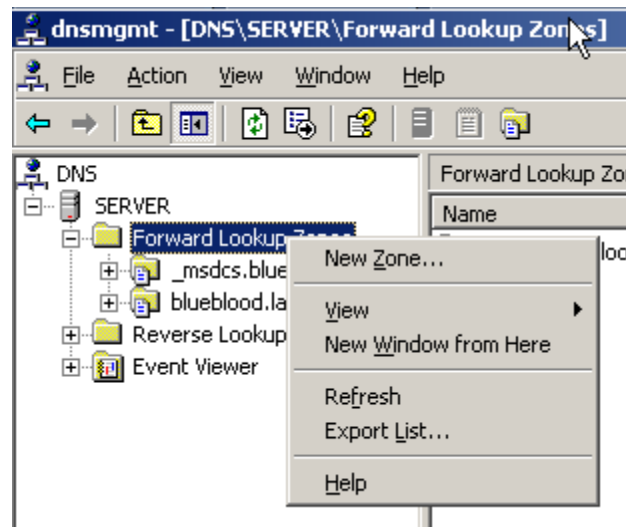 dnsmgmt - [DNS\SERVER\Forward Lookup Zones]
File Action View Window Help
DNS
SERVER
Forward Lookup Zones
_msdcs.blue
blueblood.la
Reverse Lookup
Event Viewer
Forward Lookup Zo
Name
loo
New Zone...
View
New Window from Here
Refresh
Export List...
Help